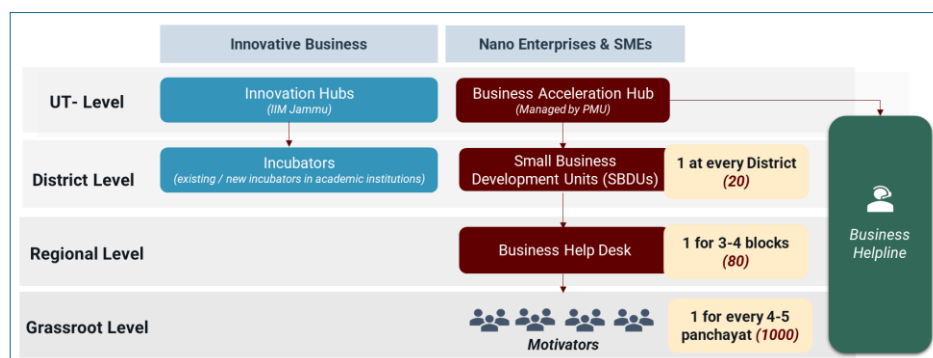 Innovative Business
Nano Enterprises & SMEs
UT- Level
Innovation Hubs
(IIM Jammu)
Business Acceleration Hub
(Managed by PMU)
District Level
Incubators
(existing / new incubators in academic institutions)
Small Business
Development Units (SBDUs)
1 at every District
(20)
Business
Helpline
Regional Level
Business Help Desk
1 for 3-4 blocks
(80)
Grassroot Level
Motivators
1 for every 4-5
panchayat (1000)